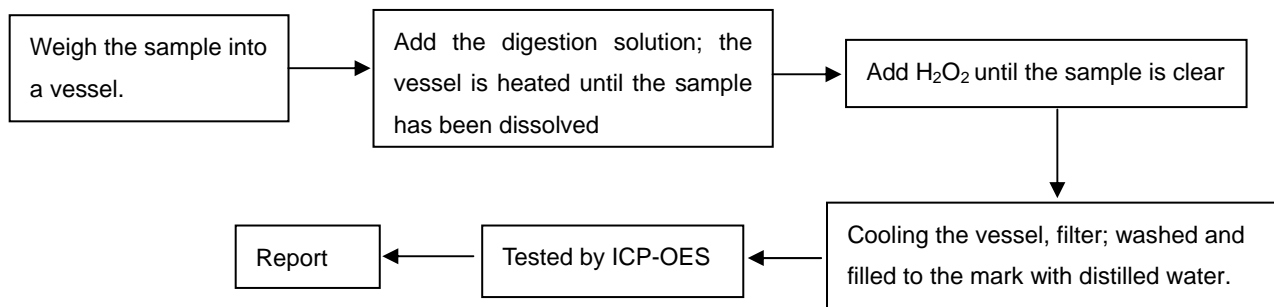 Weigh the sample into
a vessel.
Add the digestion solution; the
vessel is heated until the sample
has been dissolved
Add H₂O₂ until the sample is clear
Cooling the vessel, filter; washed and
filled to the mark with distilled water.
Tested by ICP-OES
Report